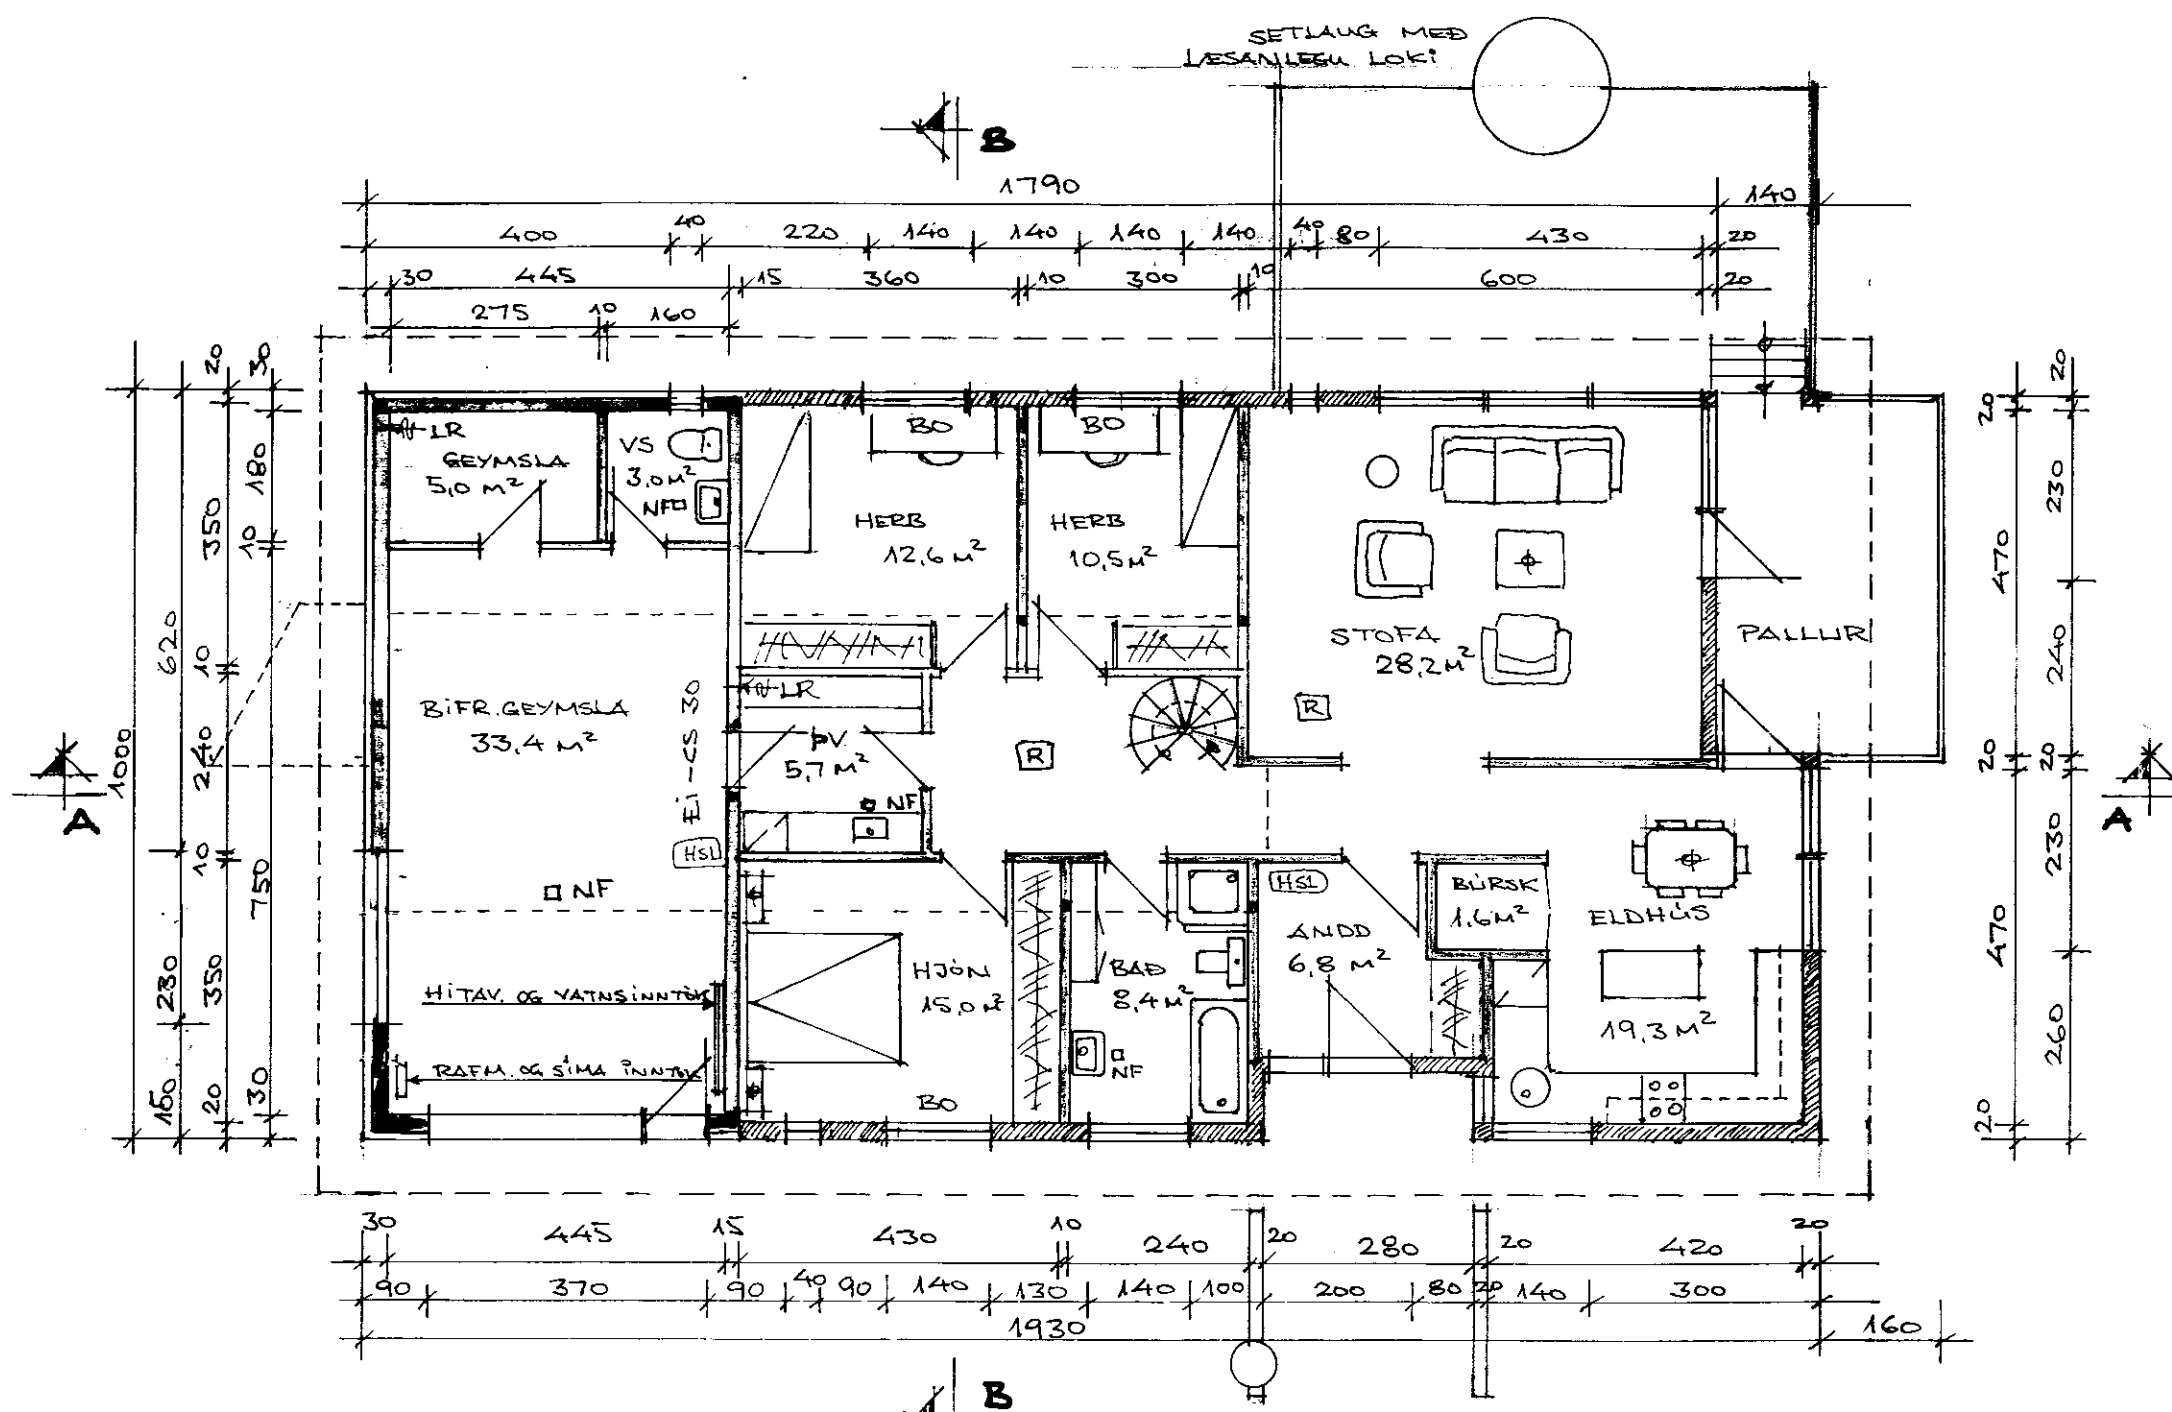 SETLAUG MEÐ
LÆSANLEGU LOKI
B
1790
140
400 40 220 140 140 140 140 40 80 430 20
30 445 15 360 10 300 10 600 20
275 10 160
20 30
180
350
10
620
10
1000
240
10
750
230
350
160
20
30
A
LR
GEYMSLA
5,0 M²
VS
3,0 M²
NF
BO
BO
HERB
12,6 M²
HERB
10,5 M²
STOFA
28,2 M²
R
PALLUR
BIFR.GEYMSLA
33,4 M²
EI-CS 30
LR
ÞV
5,7 M²
NF
R
HSL
NF
HITAV. OG VATNSINNTÖK
RAFM. OG SÍMA INNTÖK
HJÓN
15,0 M²
BO
BAÐ
8,4 M²
NF
HSL
ANDD
6,8 M²
BÚRSK
1,6 M²
ELDHÚS
19,3 M²
20
20
230
470
240
20 20
230
470
260
20
A
30 445 15 430 10 240 20 280 20 420 20
90 370 90 40 90 140 130 140 100 200 80 20 140 300
1930
160
B